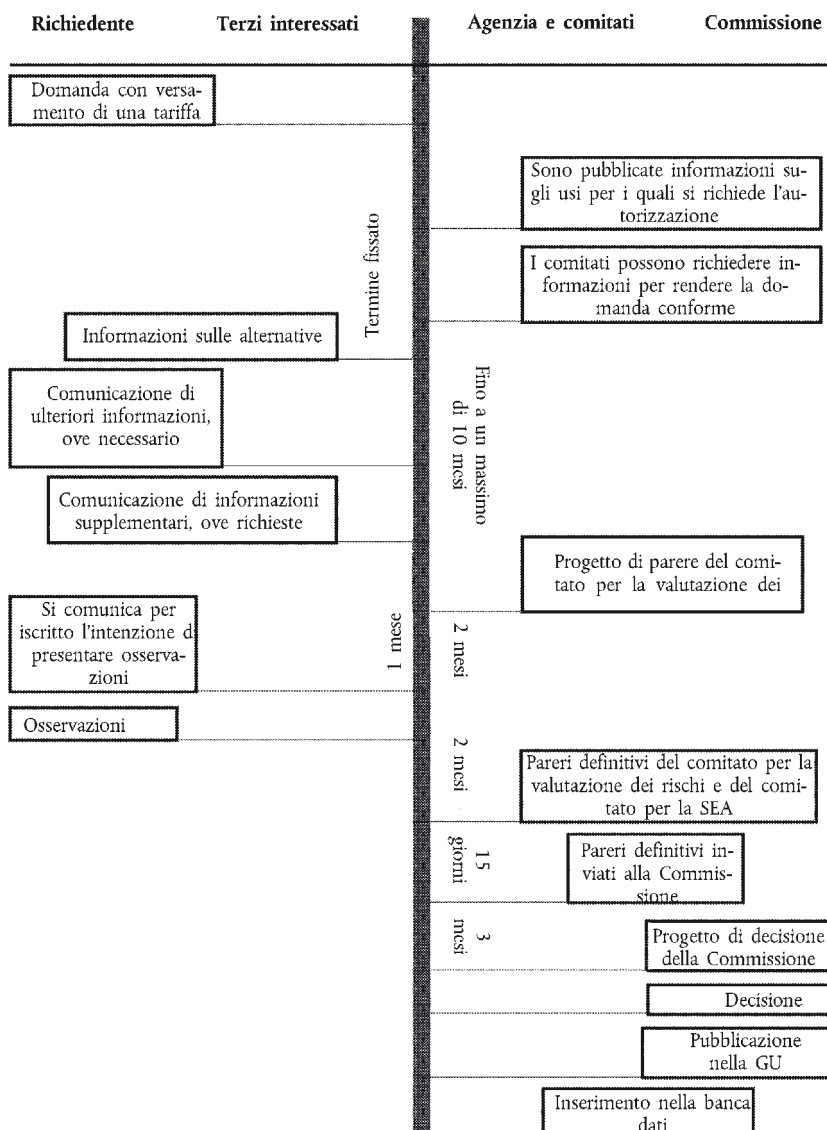 Richiedente Terzi interessati Agenzia e comitati Commissione
Domanda con versa-
mento di una tariffa
Sono pubblicate informazioni su-
gli usi per i quali si richiede l'au-
torizzazione
Termine fissato
I comitati possono richiedere in-
formazioni per rendere la do-
manda conforme
Informazioni sulle alternative
Fino a un massimo
di 10 mesi
Comunicazione di
ulteriori informazioni,
ove necessario
Comunicazione di informazioni
supplementari, ove richieste
Progetto di parere del comi-
tato per la valutazione dei
Si comunica per
iscritto l'intenzione di
presentare osserva-
zioni
1 mese
2 mesi
Osservazioni
2 mesi
Pareri definitivi del comitato per la
valutazione dei rischi e del comi-
tato per la SEA
15
giorni
Pareri definitivi in-
viati alla Commis-
sione
3
mesi
Progetto di decisione
della Commissione
Decisione
Pubblicazione
nella GU
Inserimento nella banca
dati